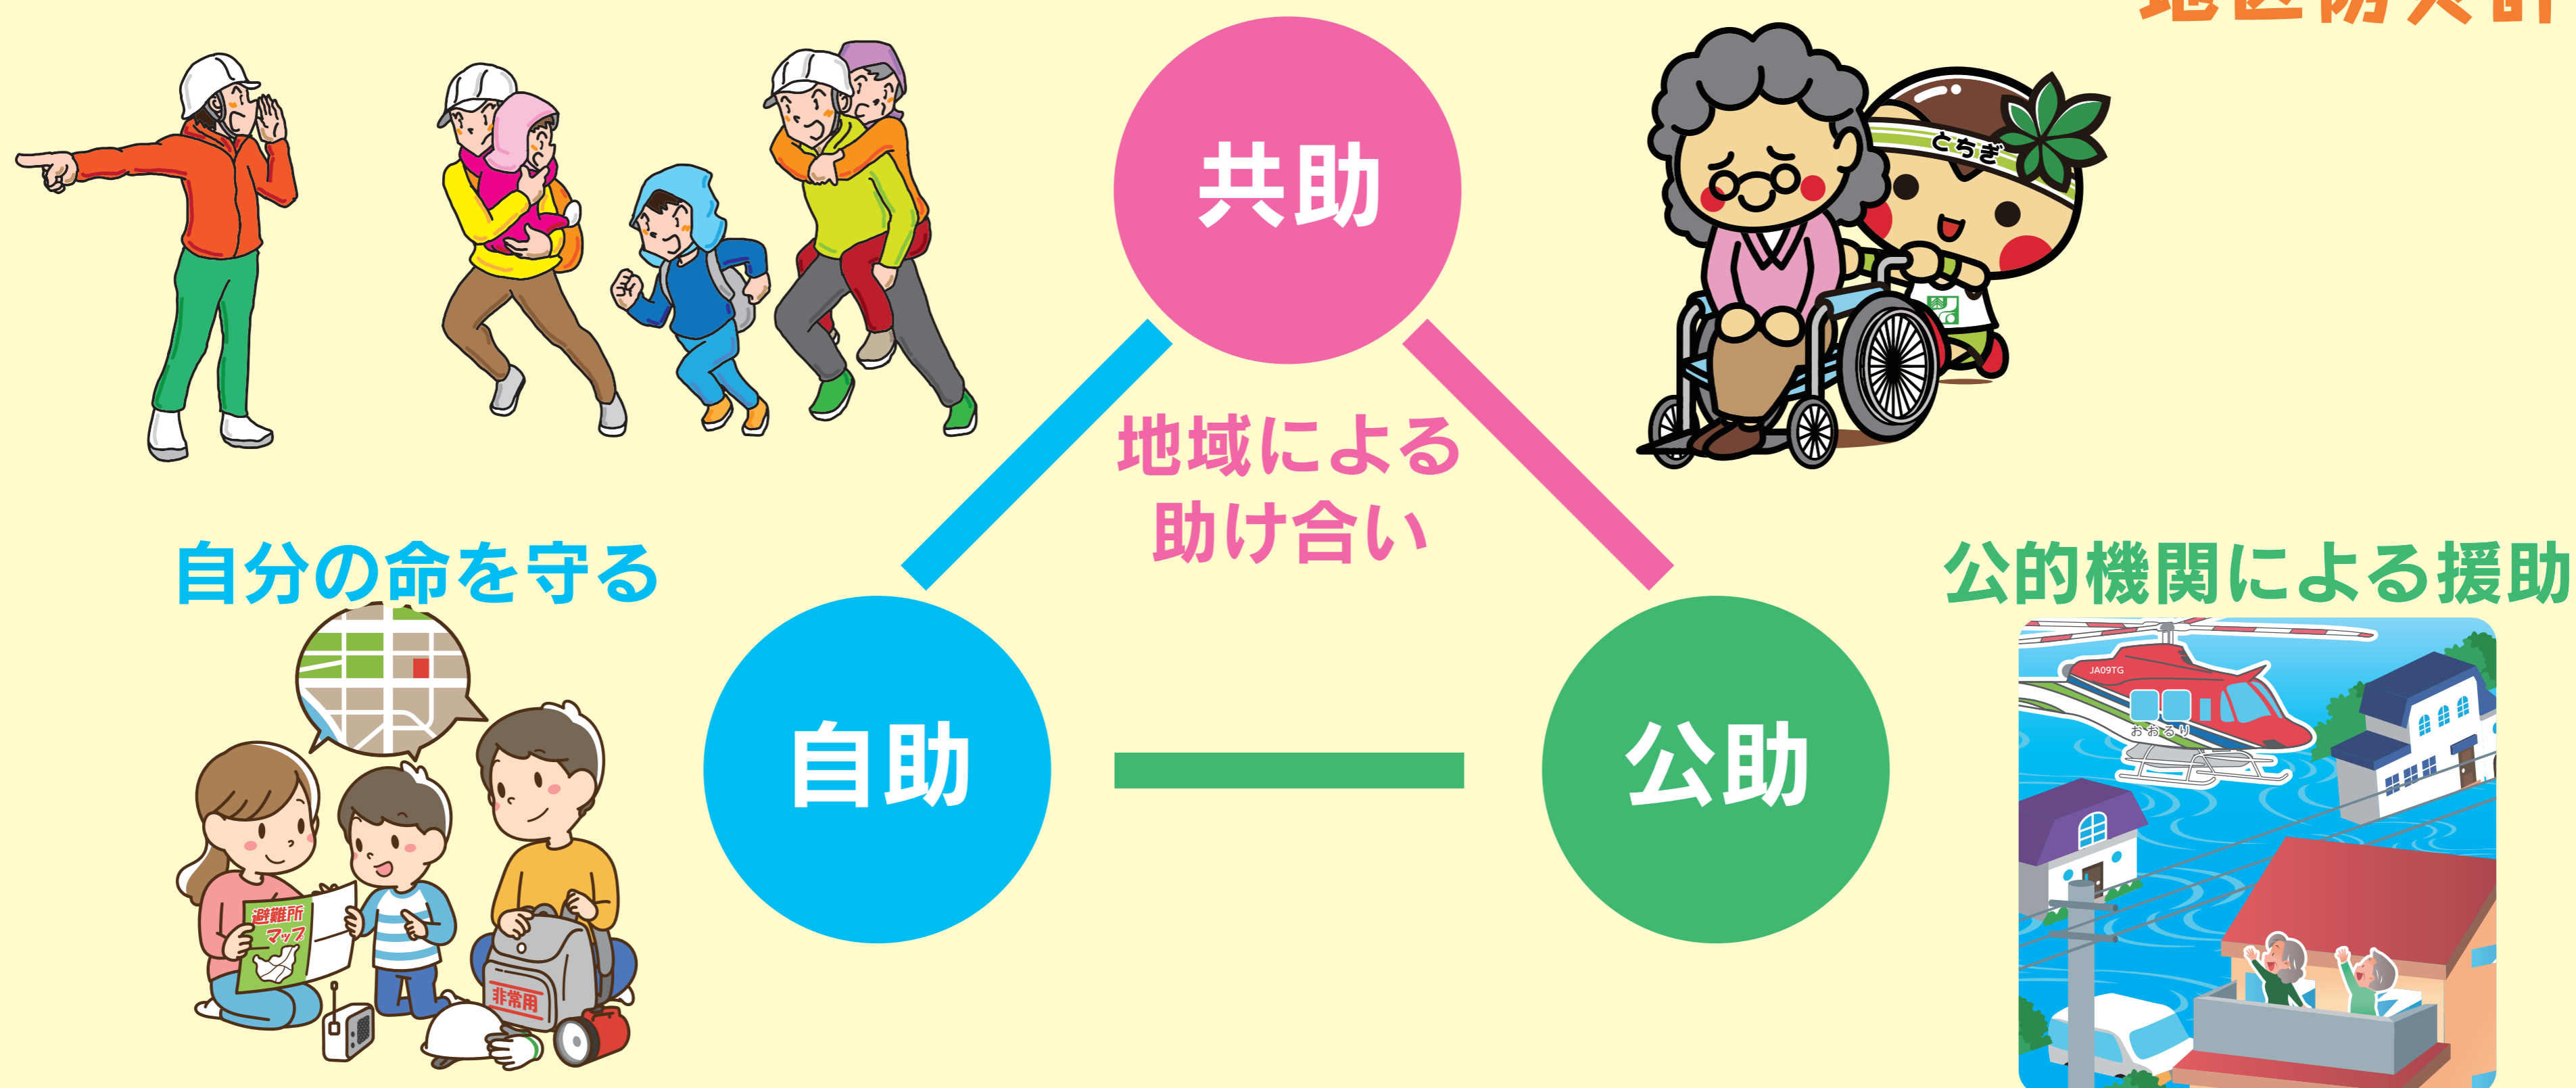 共助
とちぎ
地域による
助け合い
自分の命を守る
公的機関による援助
JA09TG
おおるり
自助
公助
避難所
マップ
非常用